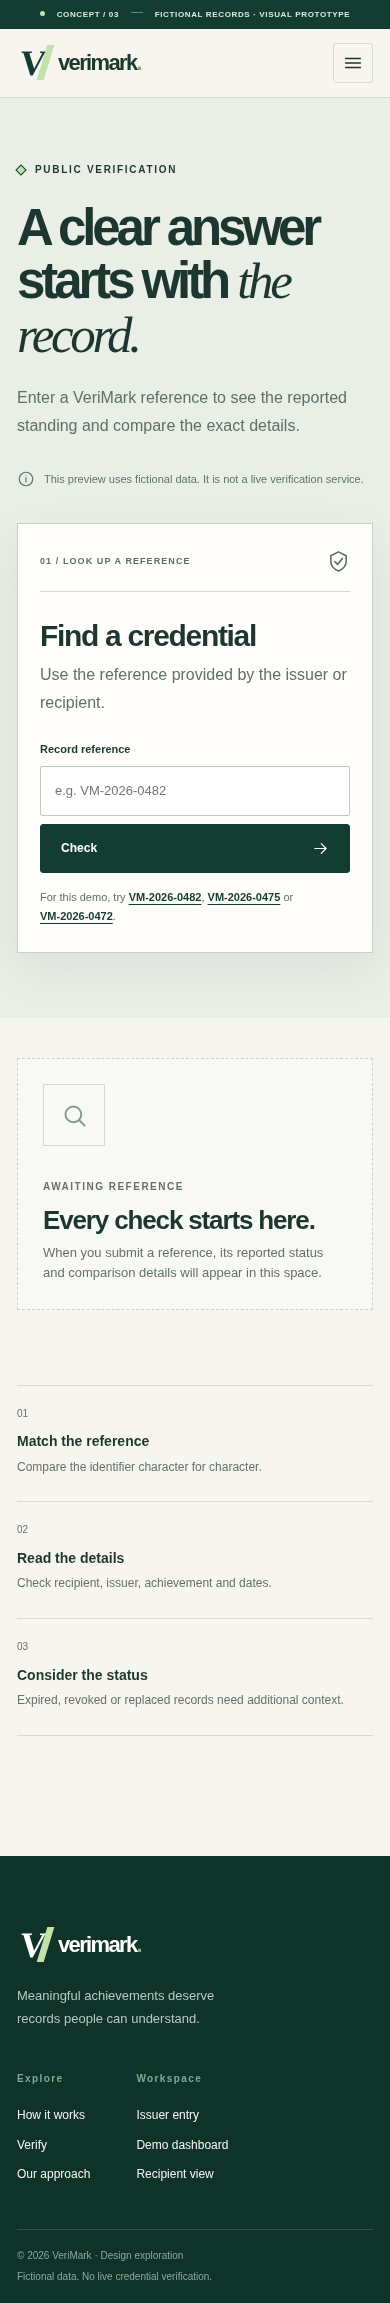 CONCEPT / 03 — FICTIONAL RECORDS · VISUAL PROTOTYPE
verimark.
PUBLIC VERIFICATION
A clear answer
starts with the
record.
Enter a VeriMark reference to see the reported
standing and compare the exact details.
This preview uses fictional data. It is not a live verification service.
01 / LOOK UP A REFERENCE
Find a credential
Use the reference provided by the issuer or
recipient.
Record reference
e.g. VM-2026-0482
Check
For this demo, try VM-2026-0482, VM-2026-0475 or
VM-2026-0472.
AWAITING REFERENCE
Every check starts here.
When you submit a reference, its reported status
and comparison details will appear in this space.
01
Match the reference
Compare the identifier character for character.
02
Read the details
Check recipient, issuer, achievement and dates.
03
Consider the status
Expired, revoked or replaced records need additional context.
verimark.
Meaningful achievements deserve
records people can understand.
Explore
How it works
Verify
Our approach
Workspace
Issuer entry
Demo dashboard
Recipient view
© 2026 VeriMark · Design exploration
Fictional data. No live credential verification.